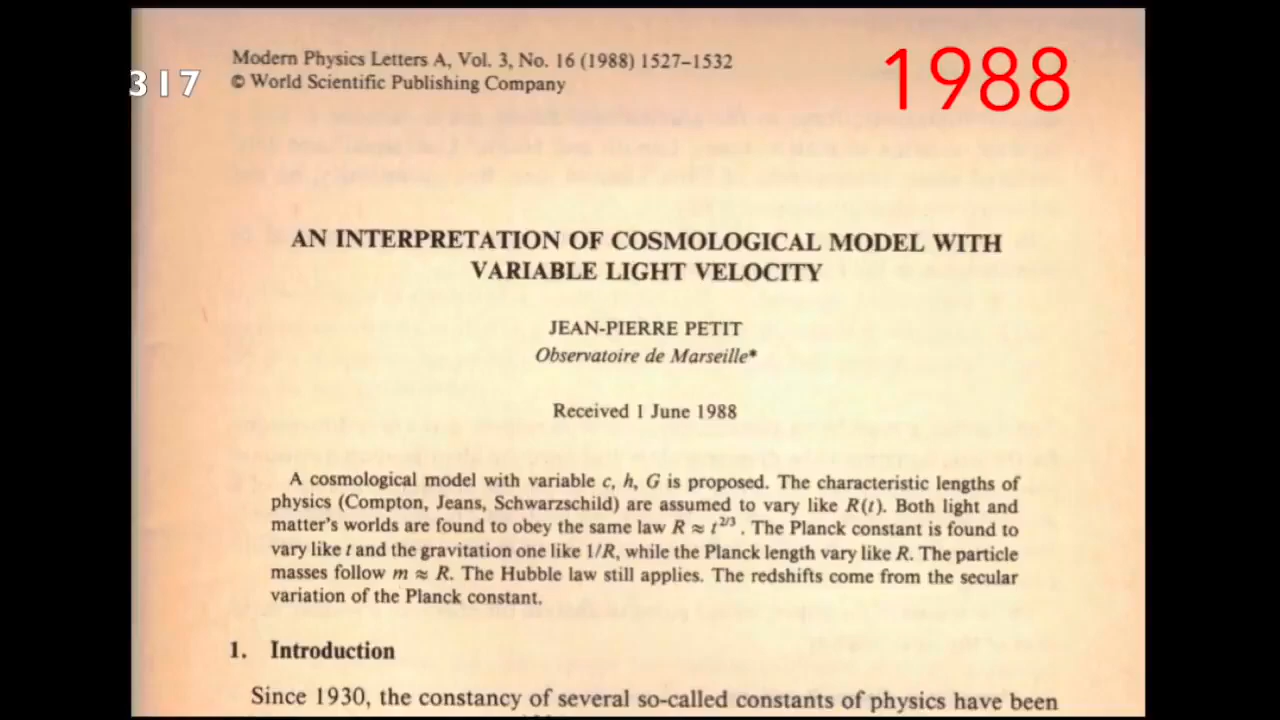 Modern Physics Letters A, Vol. 3, No. 16 (1988) 1527–1532
© World Scientific Publishing Company
1988
317
AN INTERPRETATION OF COSMOLOGICAL MODEL WITH
VARIABLE LIGHT VELOCITY
JEAN-PIERRE PETIT
Observatoire de Marseille*
Received 1 June 1988
A cosmological model with variable c, h, G is proposed. The characteristic lengths of
physics (Compton, Jeans, Schwarzschild) are assumed to vary like R(t). Both light and
matter's worlds are found to obey the same law R ≈ t^2/3. The Planck constant is found to
vary like t and the gravitation one like 1/R, while the Planck length vary like R. The particle
masses follow m ≈ R. The Hubble law still applies. The redshifts come from the secular
variation of the Planck constant.
1. Introduction
Since 1930, the constancy of several so-called constants of physics have been